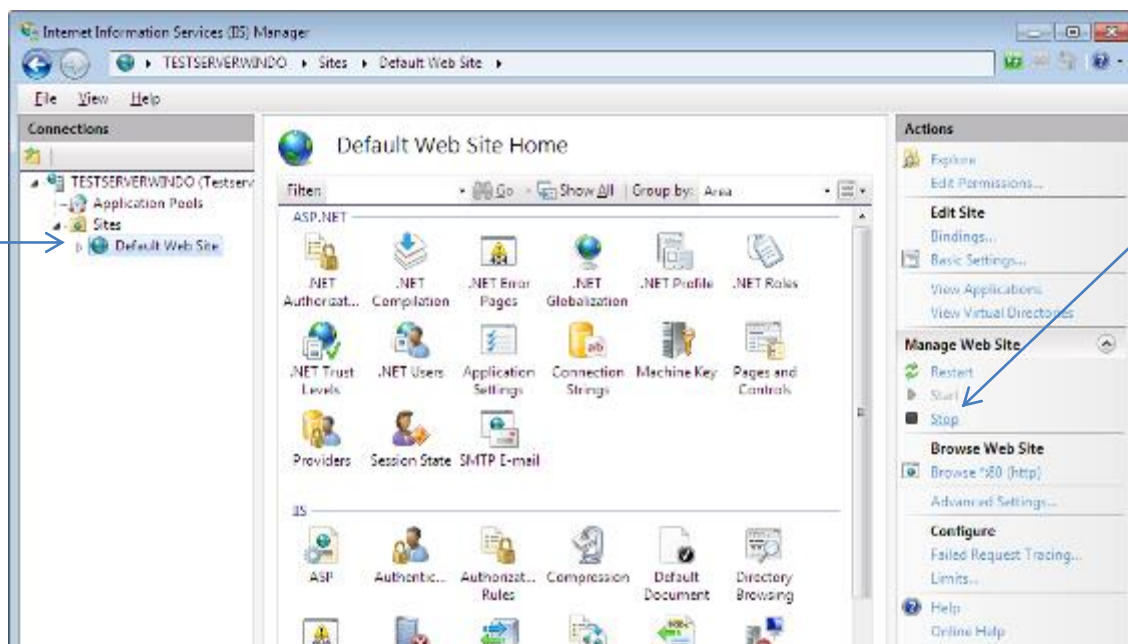 Internet Information Services (IIS) Manager
TESTSERVERWINDO Sites Default Web Site
File View Help
Connections
TESTSERVERWINDO (Testserv
Application Pools
Sites
Default Web Site
Default Web Site Home
Filter: Go Show All Group by: Area
ASP.NET
.NET Authorizat...
.NET Compilation
.NET Error Pages
.NET Globalization
.NET Profile
.NET Roles
.NET Trust Levels
.NET Users
Application Settings
Connection Strings
Machine Key
Pages and Controls
Providers
Session State
SMTP E-mail
IIS
ASP
Authentic...
Authorizat... Rules
Compression
Default Document
Directory Browsing
Actions
Explore
Edit Permissions...
Edit Site
Bindings...
Basic Settings...
View Applications
View Virtual Directories
Manage Web Site
Restart
Start
Stop
Browse Web Site
Browse *:80 (http)
Advanced Settings...
Configure
Failed Request Tracing...
Limits...
Help
Online Help